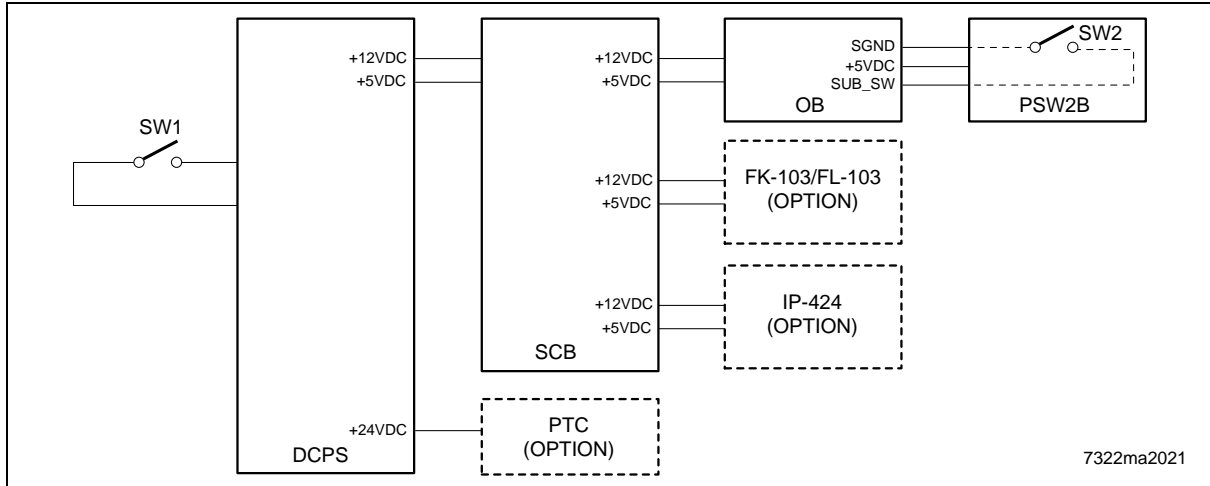 SW1
+12VDC
+5VDC
+24VDC
DCPS
+12VDC
+5VDC
+12VDC
+5VDC
+12VDC
+5VDC
SCB
SGND
+5VDC
SUB_SW
OB
SW2
PSW2B
FK-103/FL-103
(OPTION)
IP-424
(OPTION)
PTC
(OPTION)
7322ma2021